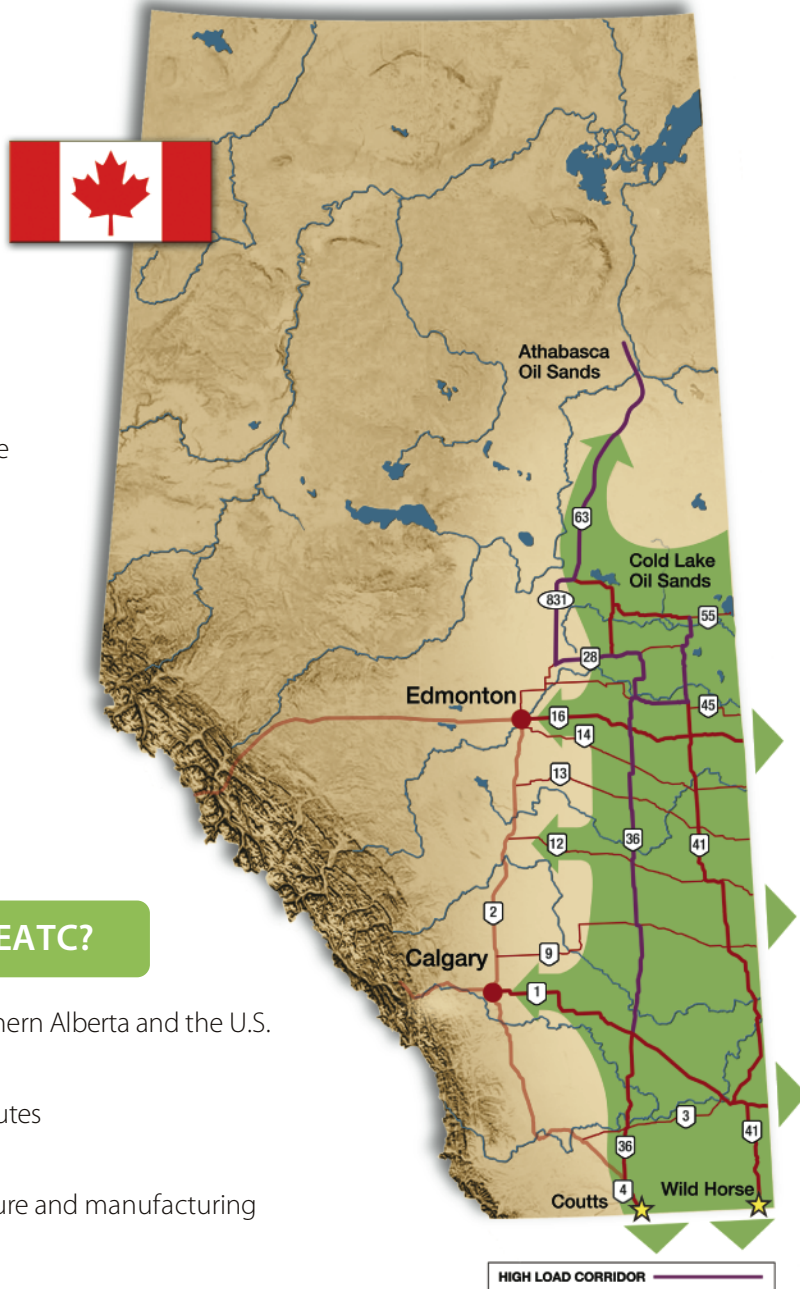 Athabasca
Oil Sands
e
63
Cold Lake
Oil Sands
831
55
28
Edmonton
45
16
14
13
36
12
41
2
EATC?
9
Calgary
1
hern Alberta and the U.S.
utes
3
41
36
ure and manufacturing
4
Wild Horse
Coutts
HIGH LOAD CORRIDOR